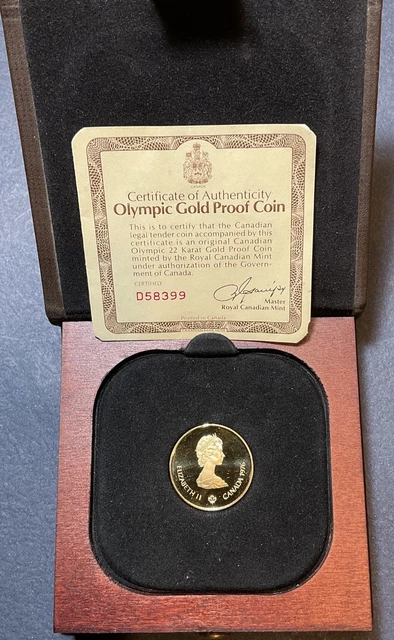 CANADA
Certificate of Authenticity
Olympic Gold Proof Coin
This is to certify that the Canadian
legal tender coin accompanied by this
certificate is an original Canadian
Olympic 22 Karat Gold Proof Coin
minted by the Royal Canadian Mint
under authorization of the Govern-
ment of Canada.
CERTIFICAT
D58399
Master
Royal Canadian Mint
Printed in Canada
ELIZABETH II CANADA 1976